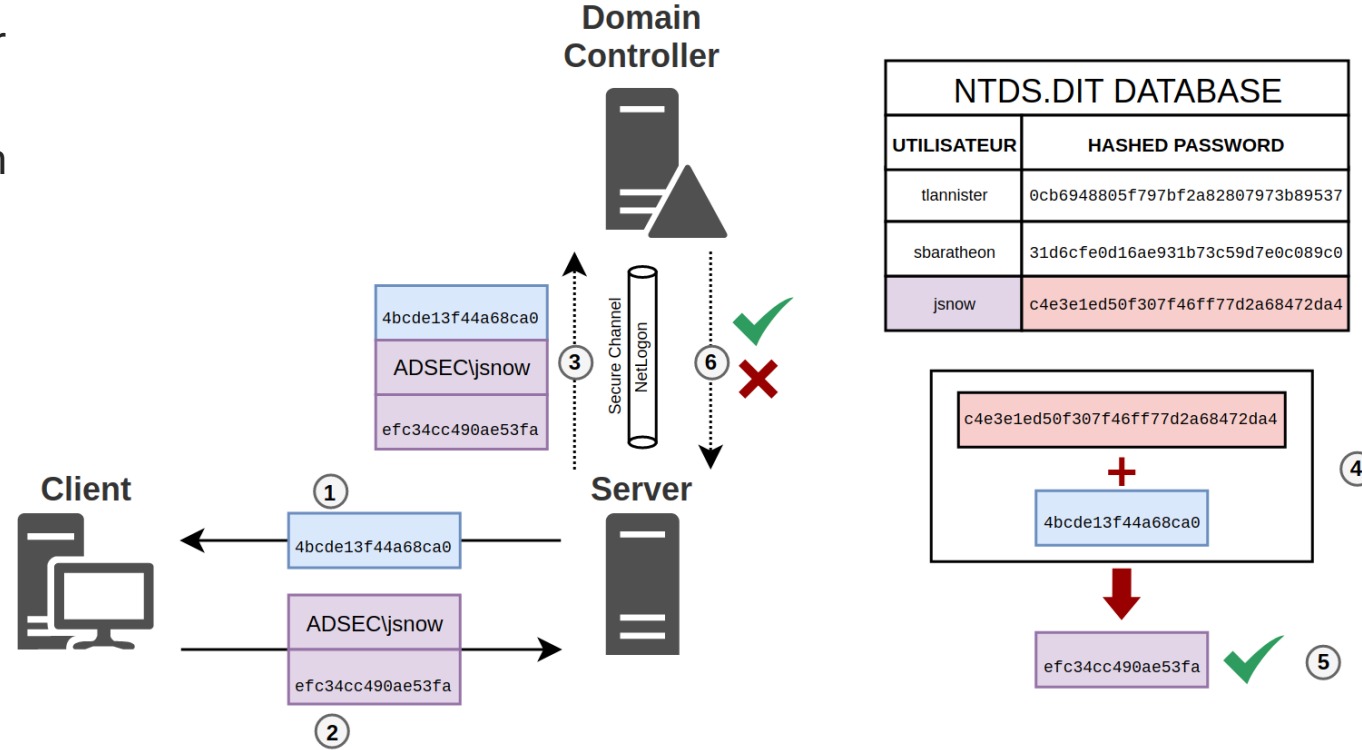 Domain
Controller
NTDS.DIT DATABASE
UTILISATEUR HASHED PASSWORD
tlannister 0cb6948805f797bf2a82807973b89537
sbaratheon 31d6cfe0d16ae931b73c59d7e0c089c0
jsnow c4e3e1ed50f307f46ff77d2a68472da4
4bcde13f44a68ca0
ADSEC\jsnow
efc34cc490ae53fa
3
Secure Channel
NetLogon
6
c4e3e1ed50f307f46ff77d2a68472da4
+
4bcde13f44a68ca0
4
efc34cc490ae53fa
5
Client
Server
1
4bcde13f44a68ca0
ADSEC\jsnow
efc34cc490ae53fa
2